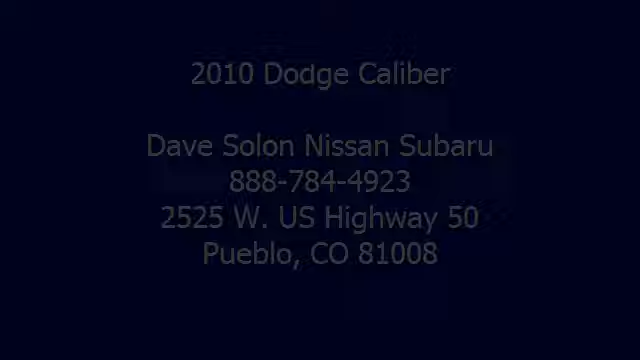 2010 Dodge Caliber
Dave Solon Nissan Subaru
888-784-4923
2525 W. US Highway 50
Pueblo, CO 81008